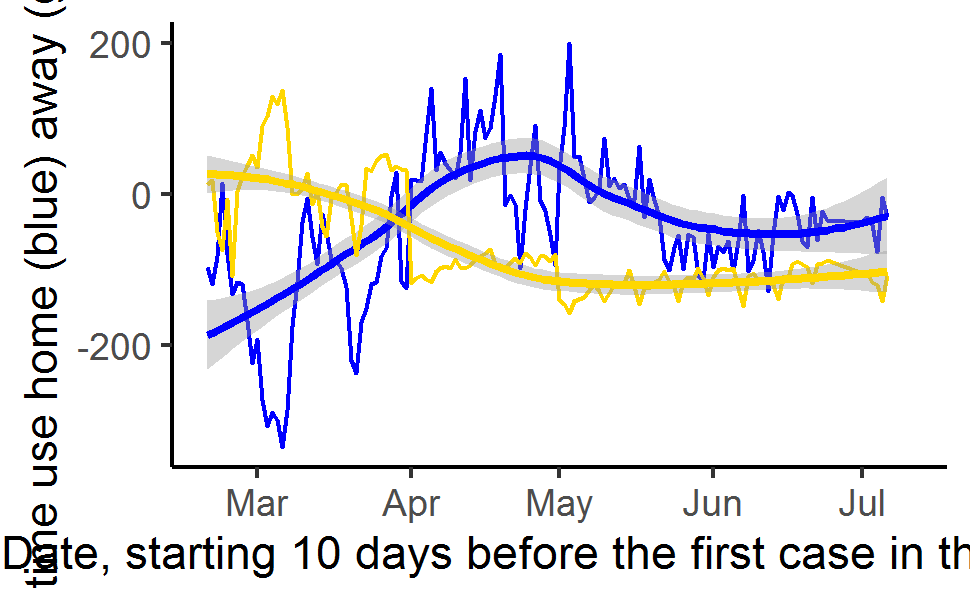 time use home (blue) away (
200
0
-200
Mar Apr May Jun Jul
Date, starting 10 days before the first case in th